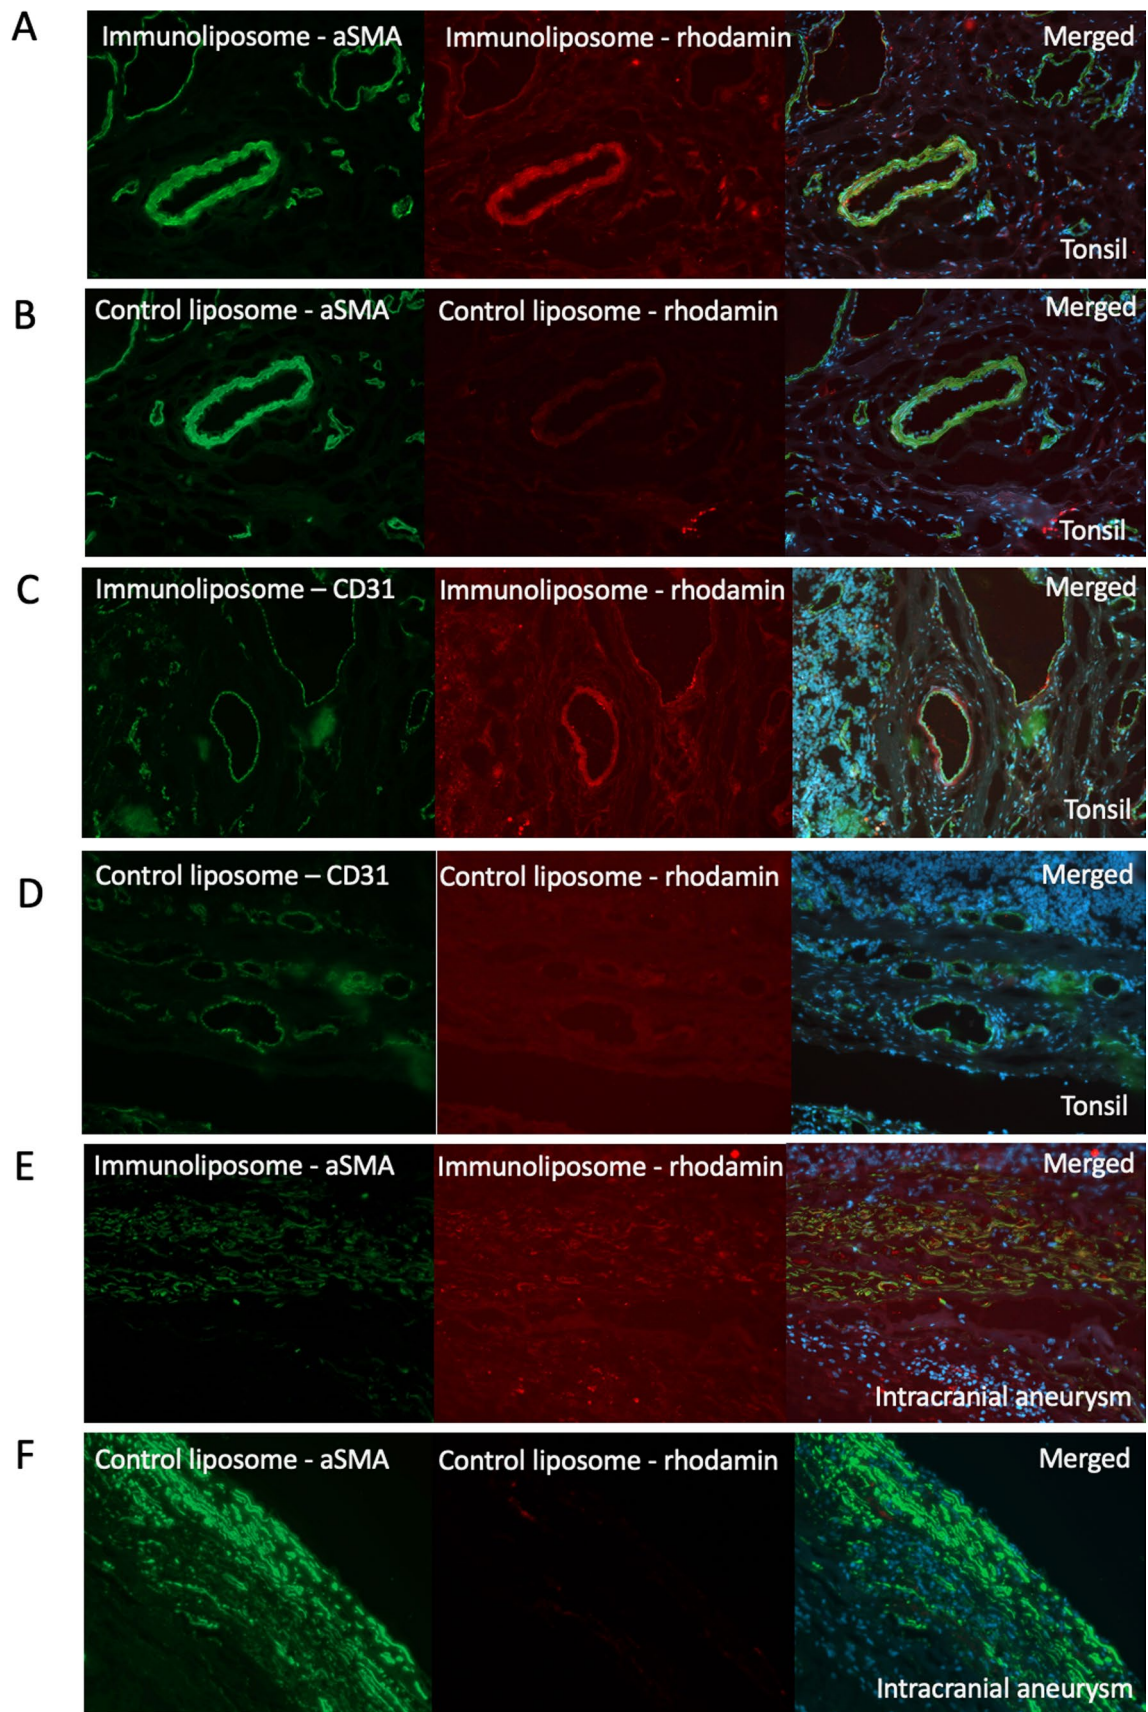 A
Immunoliposome - aSMA
Immunoliposome - rhodamin
Merged
Tonsil
B
Control liposome - aSMA
Control liposome - rhodamin
Merged
Tonsil
C
Immunoliposome – CD31
Immunoliposome - rhodamin
Merged
Tonsil
D
Control liposome – CD31
Control liposome - rhodamin
Merged
Tonsil
E
Immunoliposome - aSMA
Immunoliposome - rhodamin
Merged
Intracranial aneurysm
F
Control liposome - aSMA
Control liposome - rhodamin
Merged
Intracranial aneurysm